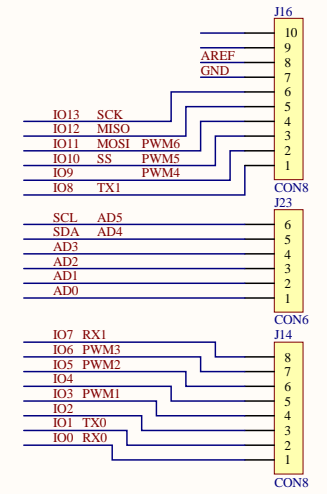 J16
10
9
AREF 8
GND 7
6
IO13 SCK 5
IO12 MISO 4
IO11 MOSI PWM6 3
IO10 SS PWM5 2
IO9 PWM4 1
IO8 TX1
CON8
J23
SCL AD5 6
SDA AD4 5
AD3 4
AD2 3
AD1 2
AD0 1
CON6
J14
IO7 RX1
IO6 PWM3 8
IO5 PWM2 7
IO4 6
IO3 PWM1 5
IO2 4
IO1 TX0 3
IO0 RX0 2
1
CON8